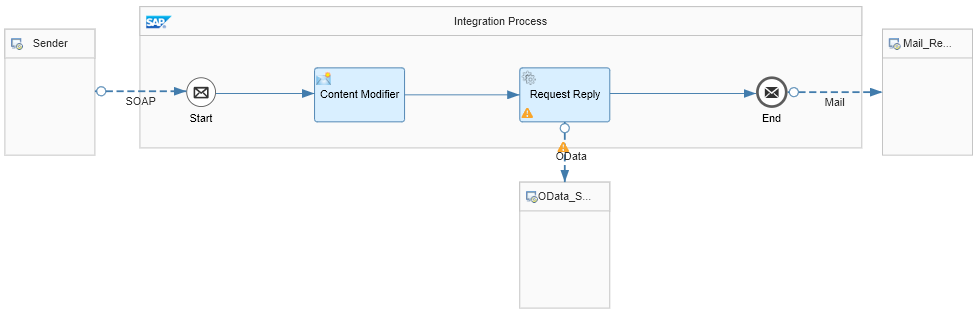 Integration Process
SAP
Sender
Mail_Re...
SOAP
Start
Content Modifier
Request Reply
End
Mail
OData
OData_S...